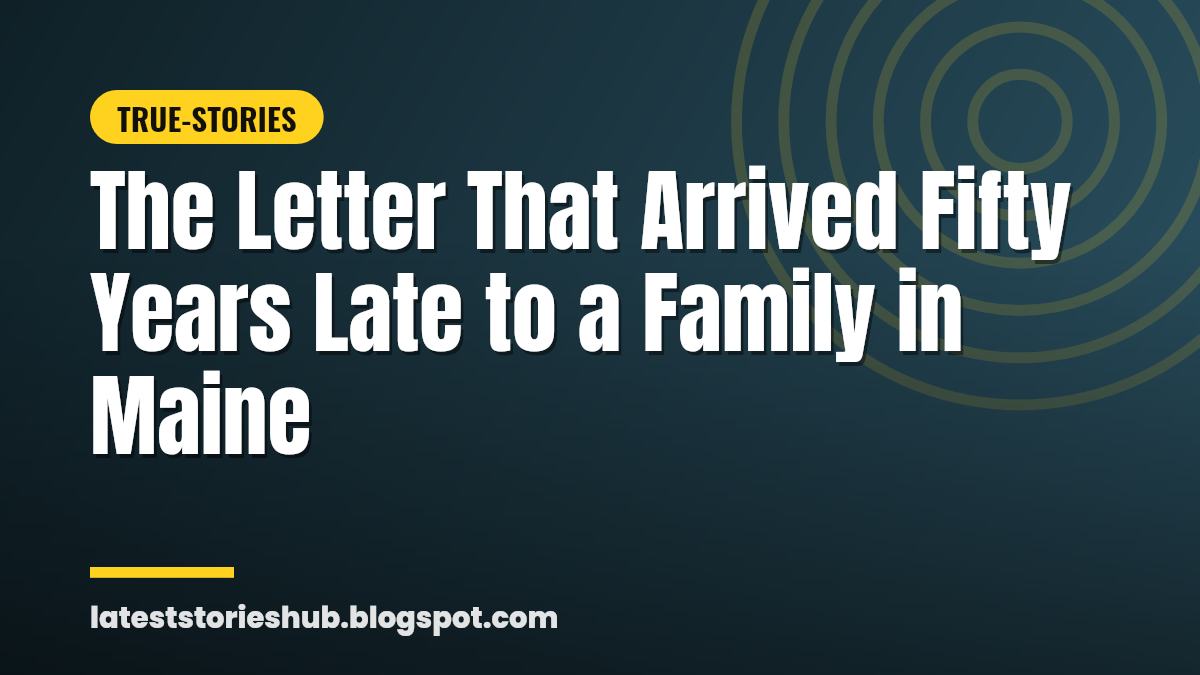 TRUE-STORIES
The Letter That Arrived Fifty
Years Late to a Family in
Maine
lateststorieshub.blogspot.com